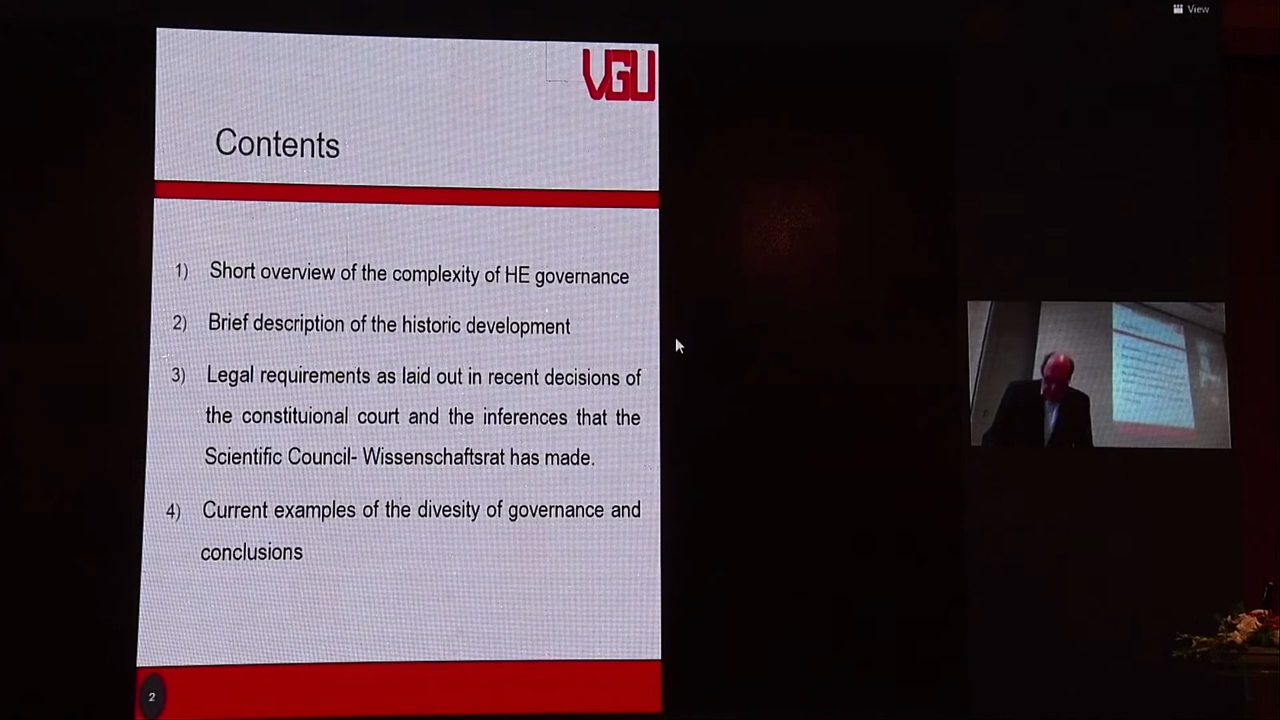 View
VGU
Contents
1) Short overview of the complexity of HE governance
2) Brief description of the historic development
3) Legal requirements as laid out in recent decisions of
the constituional court and the inferences that the
Scientific Council- Wissenschaftsrat has made.
4) Current examples of the divesity of governance and
conclusions
2